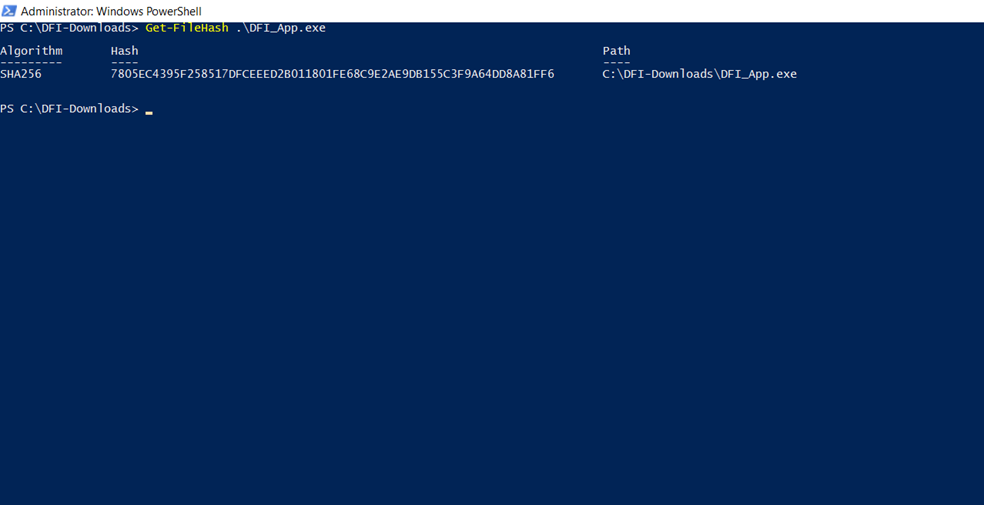 Administrator: Windows PowerShell
PS C:\DFI-Downloads> Get-FileHash .\DFI_App.exe
Algorithm Hash Path
--------- ---- ----
SHA256 7805EC4395F258517DFCEEED2B011801FE68C9E2AE9DB155C3F9A64DD8A81FF6 C:\DFI-Downloads\DFI_App.exe
PS C:\DFI-Downloads> _